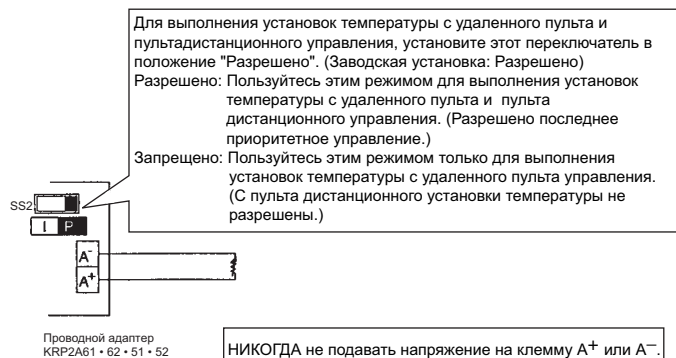 Для выполнения установок температуры с удаленного пульта и
пультадистанционного управления, установите этот переключатель в
положение "Разрешено". (Заводская установка: Разрешено)
Разрешено: Пользуйтесь этим режимом для выполнения установок
температуры с удаленного пульта и пульта
дистанционного управления. (Разрешено последнее
приоритетное управление.)
Запрещено: Пользуйтесь этим режимом только для выполнения
установок температуры с удаленного пульта управления.
(С пульта дистанционного установки температуры не
разрешены.)
SS2
I P
A-
A+
Проводной адаптер
KRP2A61 • 62 • 51 • 52
НИКОГДА не подавать напряжение на клемму A+ или A–.